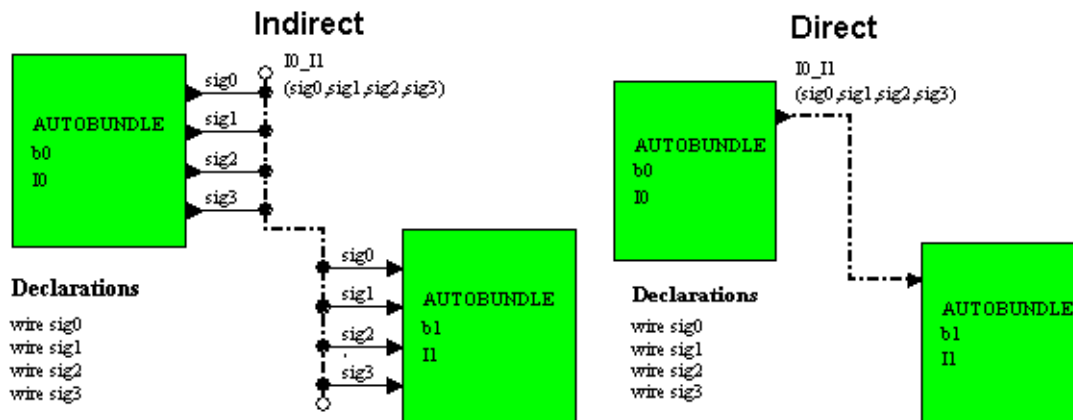 Indirect
I0_I1
(sig0,sig1,sig2,sig3)
sig0
sig1
sig2
sig3
AUTOBUNDLE
b0
I0
sig0
sig1
sig2
sig3
AUTOBUNDLE
b1
I1
Declarations
wire sig0
wire sig1
wire sig2
wire sig3
Direct
I0_I1
(sig0,sig1,sig2,sig3)
AUTOBUNDLE
b0
I0
AUTOBUNDLE
b1
I1
Declarations
wire sig0
wire sig1
wire sig2
wire sig3